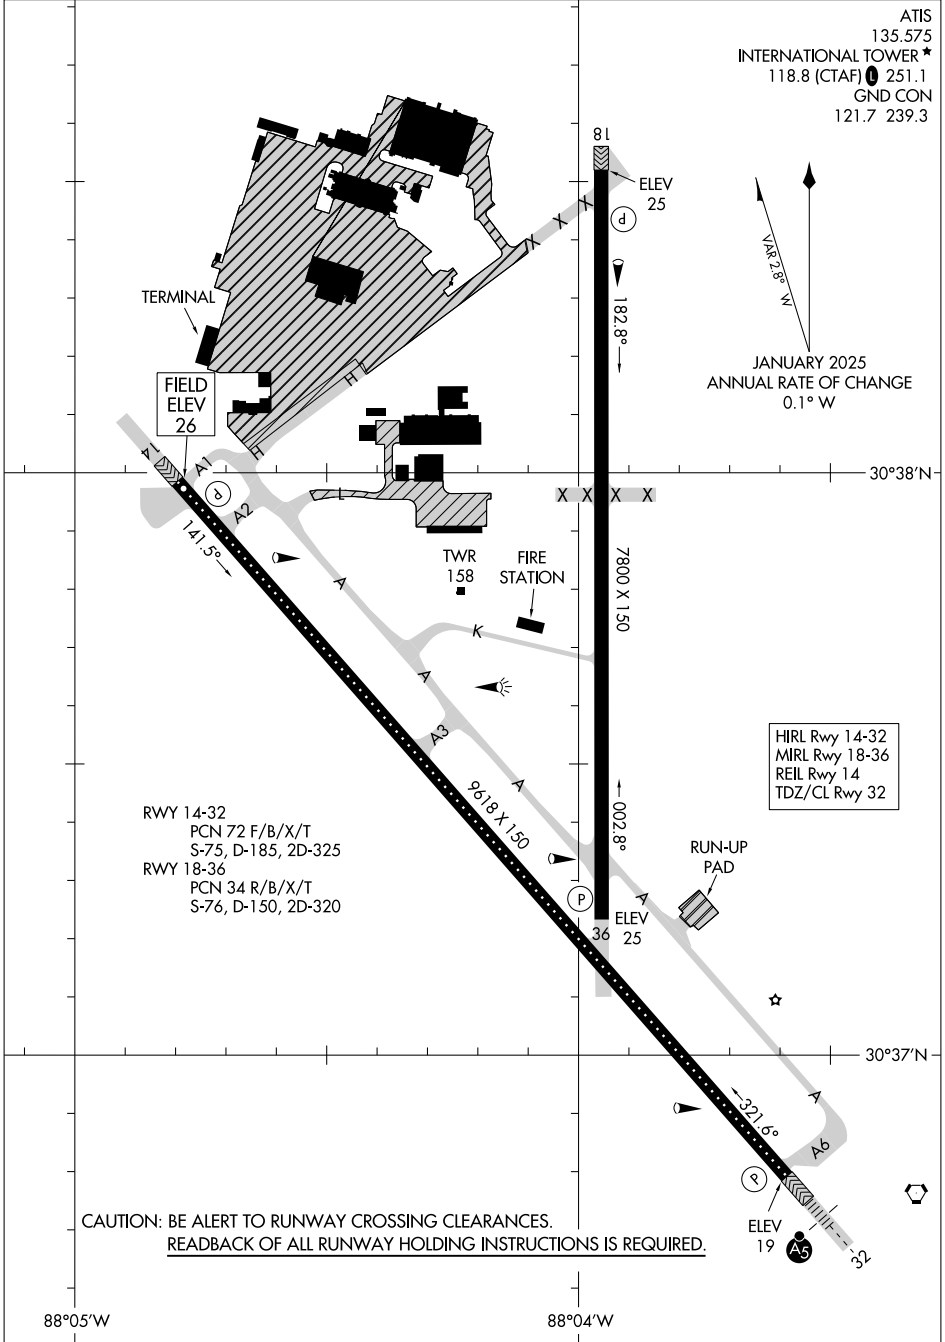 ATIS
135.575
INTERNATIONAL TOWER
118.8 (CTAF) L 251.1
GND CON
121.7 239.3
18
ELEV
25
P
X X X
VAR 2.8° W
182.8°
TERMINAL
JANUARY 2025
ANNUAL RATE OF CHANGE
0.1° W
H
FIELD
ELEV
26
H
14
A1
P
30°38'N
L
X X X X
A2
141.5°
TWR
158
FIRE
STATION
7800 X 150
A
K
A
A3
HIRL Rwy 14-32
MIRL Rwy 18-36
REIL Rwy 14
TDZ/CL Rwy 32
A
9618 X 150
002.8°
RWY 14-32
PCN 72 F/B/X/T
S-75, D-185, 2D-325
RWY 18-36
PCN 34 R/B/X/T
S-76, D-150, 2D-320
RUN-UP
PAD
P
A
36
ELEV
25
30°37'N
A
321.6°
A6
P
CAUTION: BE ALERT TO RUNWAY CROSSING CLEARANCES.
READBACK OF ALL RUNWAY HOLDING INSTRUCTIONS IS REQUIRED.
ELEV
19
A5
32
88°05'W
88°04'W